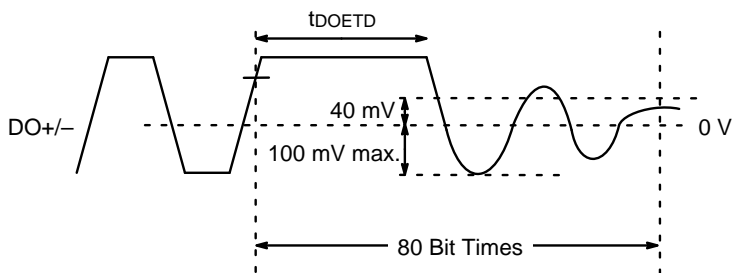 tDOETD
40 mV
DO+/–
0 V
100 mV max.
80 Bit Times